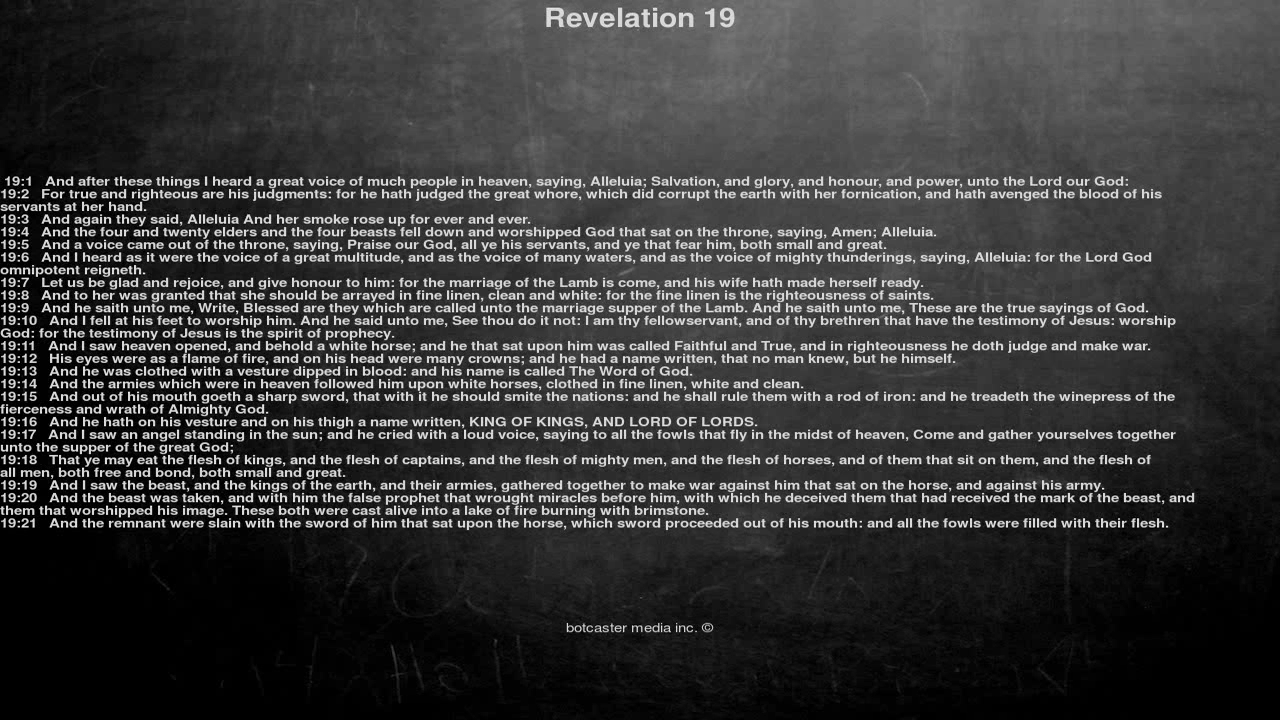 Revelation 19
19:1 And after these things I heard a great voice of much people in heaven, saying, Alleluia; Salvation, and glory, and honour, and power, unto the Lord our God:
19:2 For true and righteous are his judgments: for he hath judged the great whore, which did corrupt the earth with her fornication, and hath avenged the blood of his
servants at her hand.
19:3 And again they said, Alleluia And her smoke rose up for ever and ever.
19:4 And the four and twenty elders and the four beasts fell down and worshipped God that sat on the throne, saying, Amen; Alleluia.
19:5 And a voice came out of the throne, saying, Praise our God, all ye his servants, and ye that fear him, both small and great.
19:6 And I heard as it were the voice of a great multitude, and as the voice of many waters, and as the voice of mighty thunderings, saying, Alleluia: for the Lord God
omnipotent reigneth.
19:7 Let us be glad and rejoice, and give honour to him: for the marriage of the Lamb is come, and his wife hath made herself ready.
19:8 And to her was granted that she should be arrayed in fine linen, clean and white: for the fine linen is the righteousness of saints.
19:9 And he saith unto me, Write, Blessed are they which are called unto the marriage supper of the Lamb. And he saith unto me, These are the true sayings of God.
19:10 And I fell at his feet to worship him. And he said unto me, See thou do it not: I am thy fellowservant, and of thy brethren that have the testimony of Jesus: worship
God: for the testimony of Jesus is the spirit of prophecy.
19:11 And I saw heaven opened, and behold a white horse; and he that sat upon him was called Faithful and True, and in righteousness he doth judge and make war.
19:12 His eyes were as a flame of fire, and on his head were many crowns; and he had a name written, that no man knew, but he himself.
19:13 And he was clothed with a vesture dipped in blood: and his name is called The Word of God.
19:14 And the armies which were in heaven followed him upon white horses, clothed in fine linen, white and clean.
19:15 And out of his mouth goeth a sharp sword, that with it he should smite the nations: and he shall rule them with a rod of iron: and he treadeth the winepress of the
fierceness and wrath of Almighty God.
19:16 And he hath on his vesture and on his thigh a name written, KING OF KINGS, AND LORD OF LORDS.
19:17 And I saw an angel standing in the sun; and he cried with a loud voice, saying to all the fowls that fly in the midst of heaven, Come and gather yourselves together
unto the supper of the great God;
19:18 That ye may eat the flesh of kings, and the flesh of captains, and the flesh of mighty men, and the flesh of horses, and of them that sit on them, and the flesh of
all men, both free and bond, both small and great.
19:19 And I saw the beast, and the kings of the earth, and their armies, gathered together to make war against him that sat on the horse, and against his army.
19:20 And the beast was taken, and with him the false prophet that wrought miracles before him, with which he deceived them that had received the mark of the beast, and
them that worshipped his image. These both were cast alive into a lake of fire burning with brimstone.
19:21 And the remnant were slain with the sword of him that sat upon the horse, which sword proceeded out of his mouth: and all the fowls were filled with their flesh.
botcaster media inc. ©